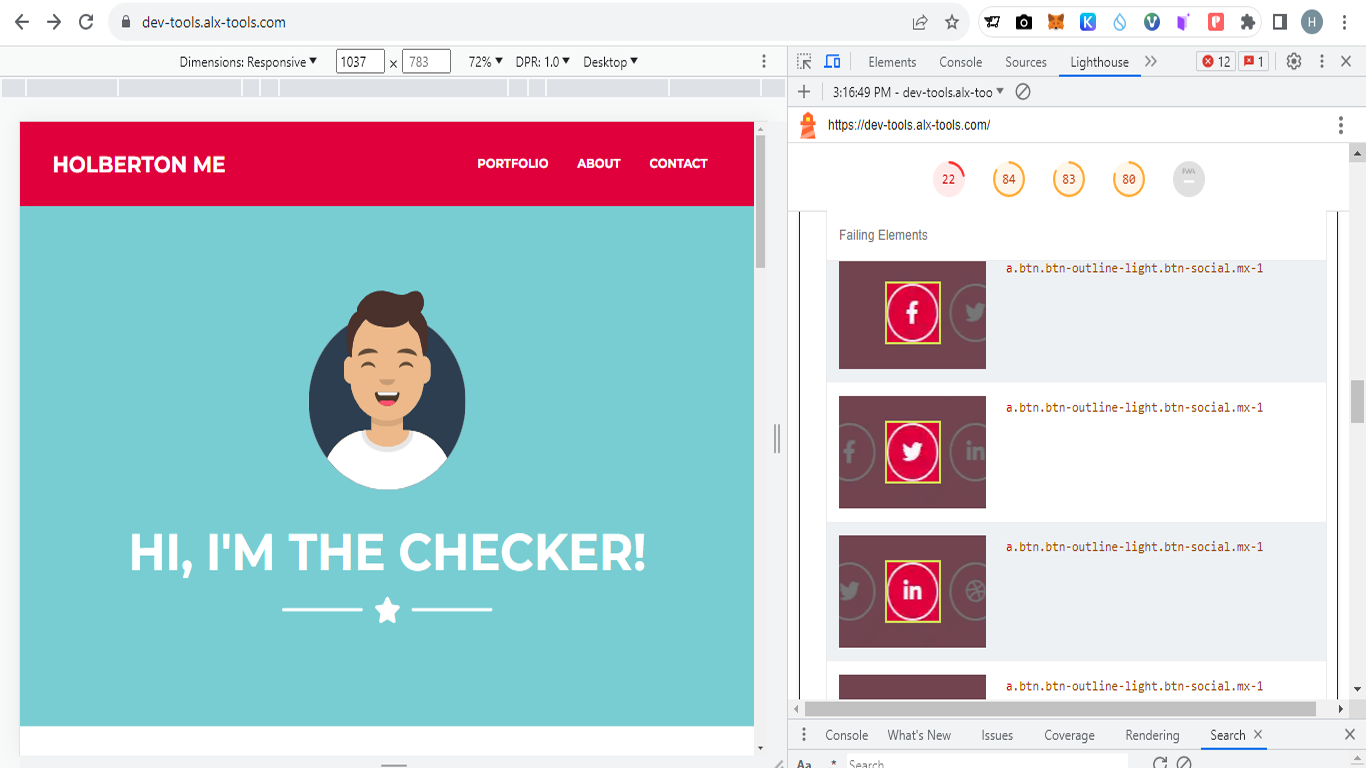 dev-tools.alx-tools.com
H
Dimensions: Responsive 1037 x 783 72% DPR: 1.0 Desktop
Elements Console Sources Lighthouse 12 1
3:16:49 PM - dev-tools.alx-too
https://dev-tools.alx-tools.com/
22 84 83 80
HOLBERTON ME PORTFOLIO ABOUT CONTACT
HI, I'M THE CHECKER!
Failing Elements
a.btn.btn-outline-light.btn-social.mx-1
a.btn.btn-outline-light.btn-social.mx-1
a.btn.btn-outline-light.btn-social.mx-1
a.btn.btn-outline-light.btn-social.mx-1
Console What's New Issues Coverage Rendering Search
Aa .* Search